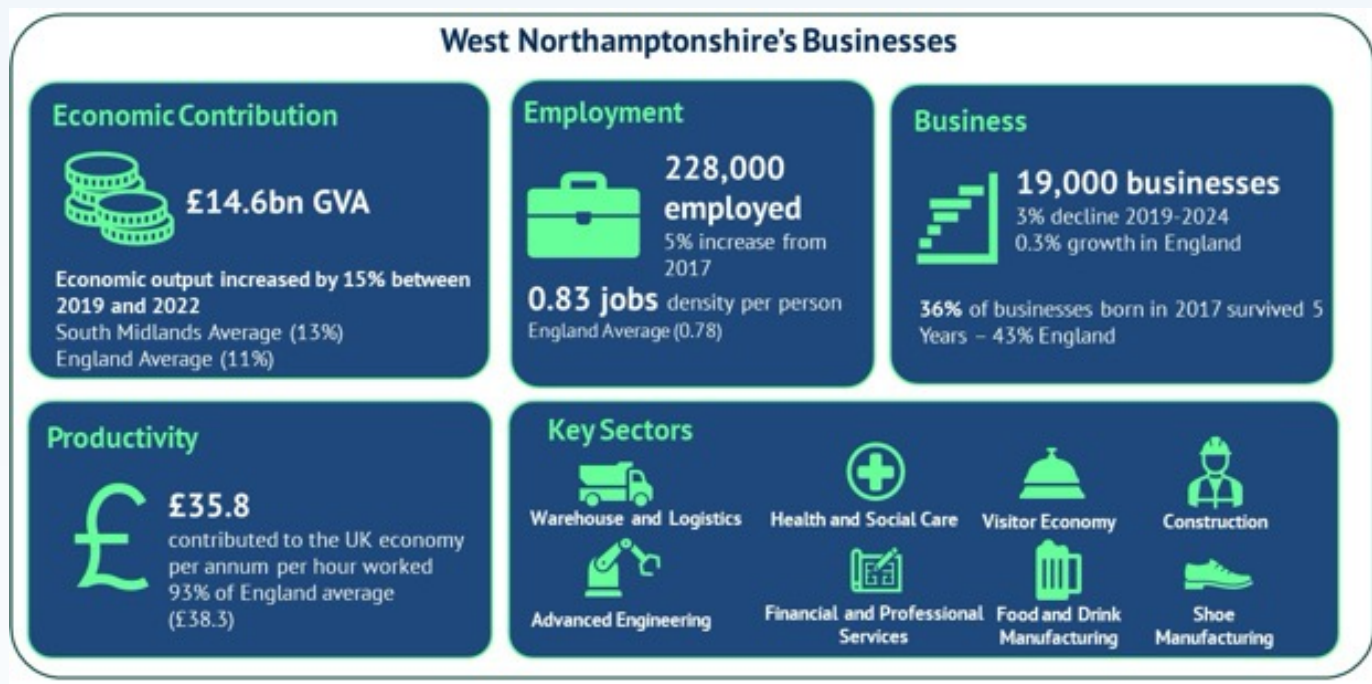 West Northamptonshire's Businesses
Economic Contribution
£14.6bn GVA
Economic output increased by 15% between
2019 and 2022
South Midlands Average (13%)
England Average (11%)
Employment
228,000
employed
5% increase from
2017
0.83 jobs density per person
England Average (0.78)
Business
19,000 businesses
3% decline 2019-2024
0.3% growth in England
36% of businesses born in 2017 survived 5
Years – 43% England
Productivity
£35.8
contributed to the UK economy
per annum per hour worked
93% of England average
(£38.3)
Key Sectors
Warehouse and Logistics
Health and Social Care
Visitor Economy
Construction
Advanced Engineering
Financial and Professional
Services
Food and Drink
Manufacturing
Shoe
Manufacturing